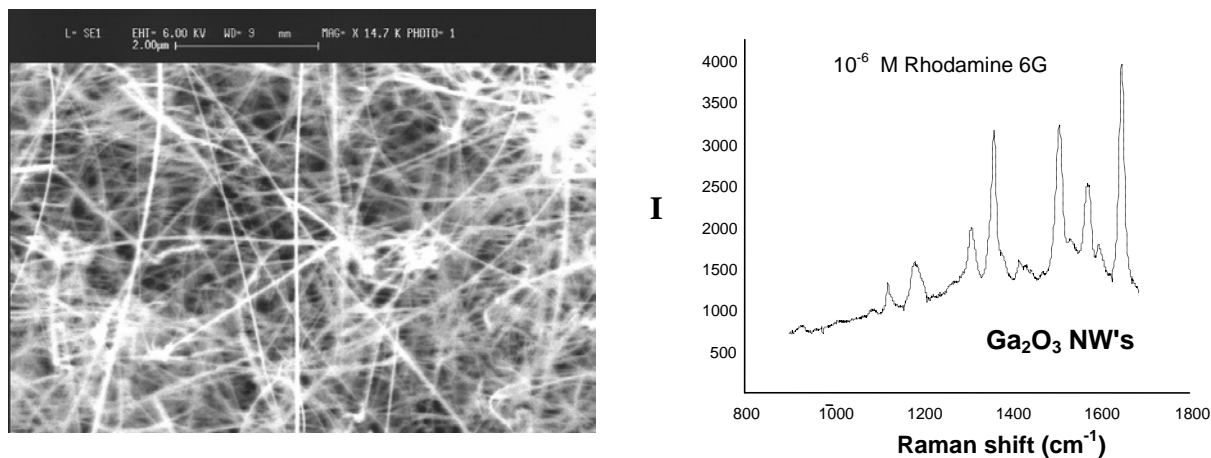 L= SE1 EHT= 6.00 KV WD= 9 mm MAG= X 14.7 K PHOTO= 1
2.00µm
10⁻⁶ M Rhodamine 6G
4000
3500
3000
2500
I
2000
1500
1000
500
Ga₂O₃ NW's
800 1000 1200 1400 1600 1800
Raman shift (cm⁻¹)